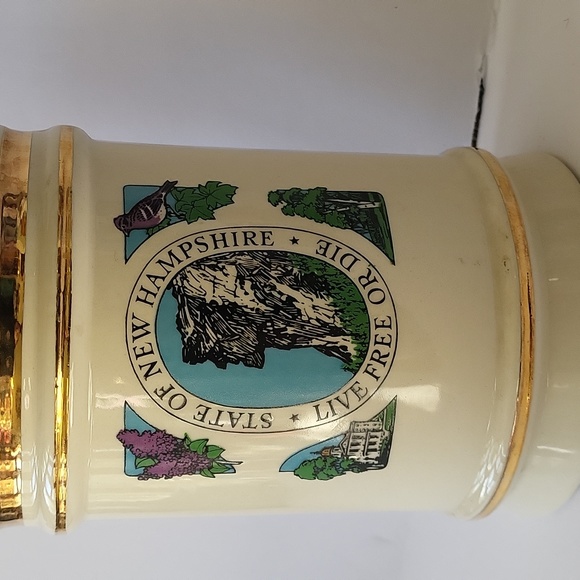 STATE OF NEW HAMPSHIRE
LIVE FREE OR DIE